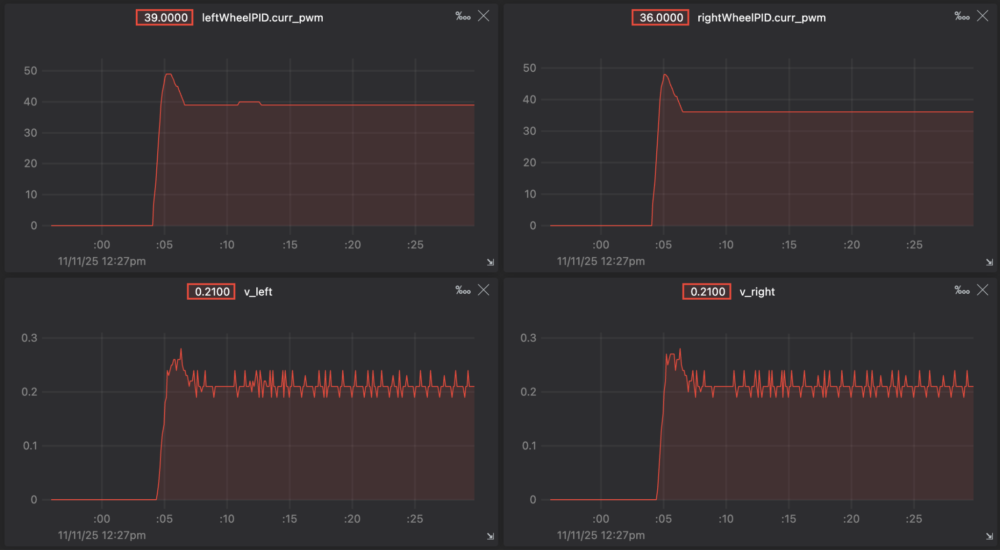 39.0000 leftWheelPID.curr_pwm
50
40
30
20
10
0
:00 :05 :10 :15 :20 :25
11/11/25 12:27pm
36.0000 rightWheelPID.curr_pwm
50
40
30
20
10
0
:00 :05 :10 :15 :20 :25
11/11/25 12:27pm
0.2100 v_left
0.3
0.2
0.1
0
:00 :05 :10 :15 :20 :25
11/11/25 12:27pm
0.2100 v_right
0.3
0.2
0.1
0
:00 :05 :10 :15 :20 :25
11/11/25 12:27pm